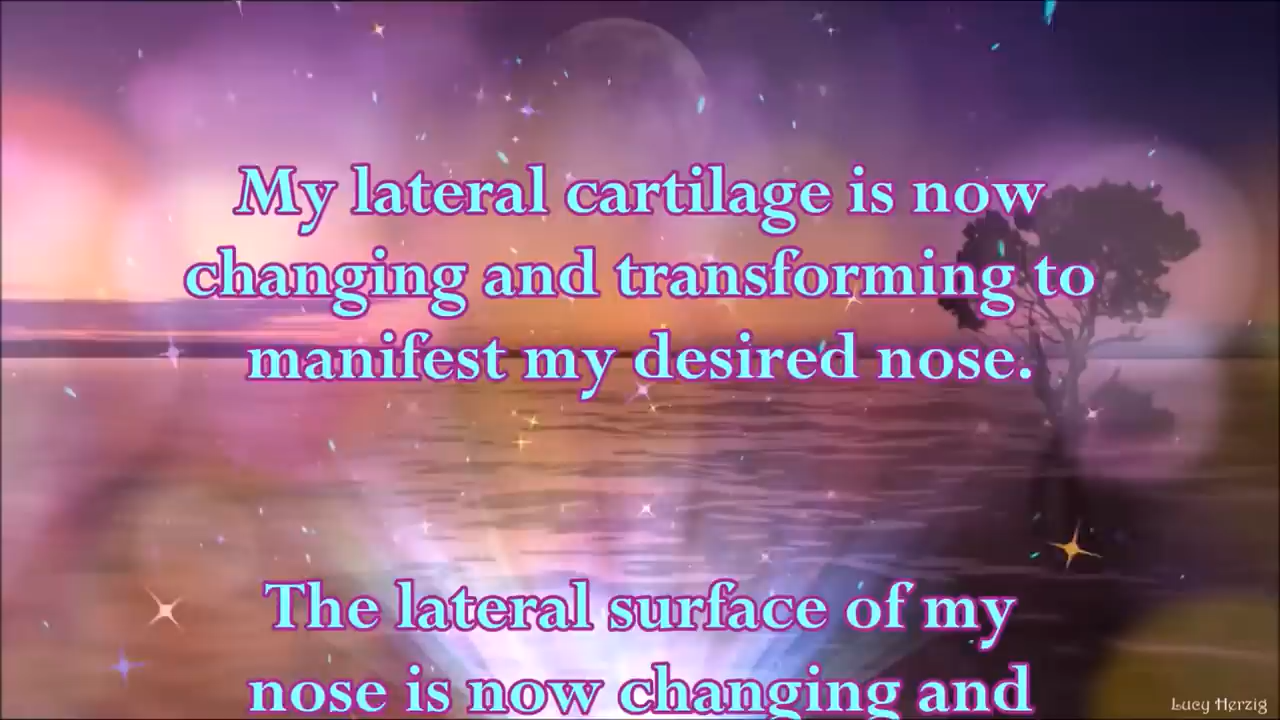 My lateral cartilage is now
changing and transforming to
manifest my desired nose.
The lateral surface of my
nose is now changing and
Lucy Herzig